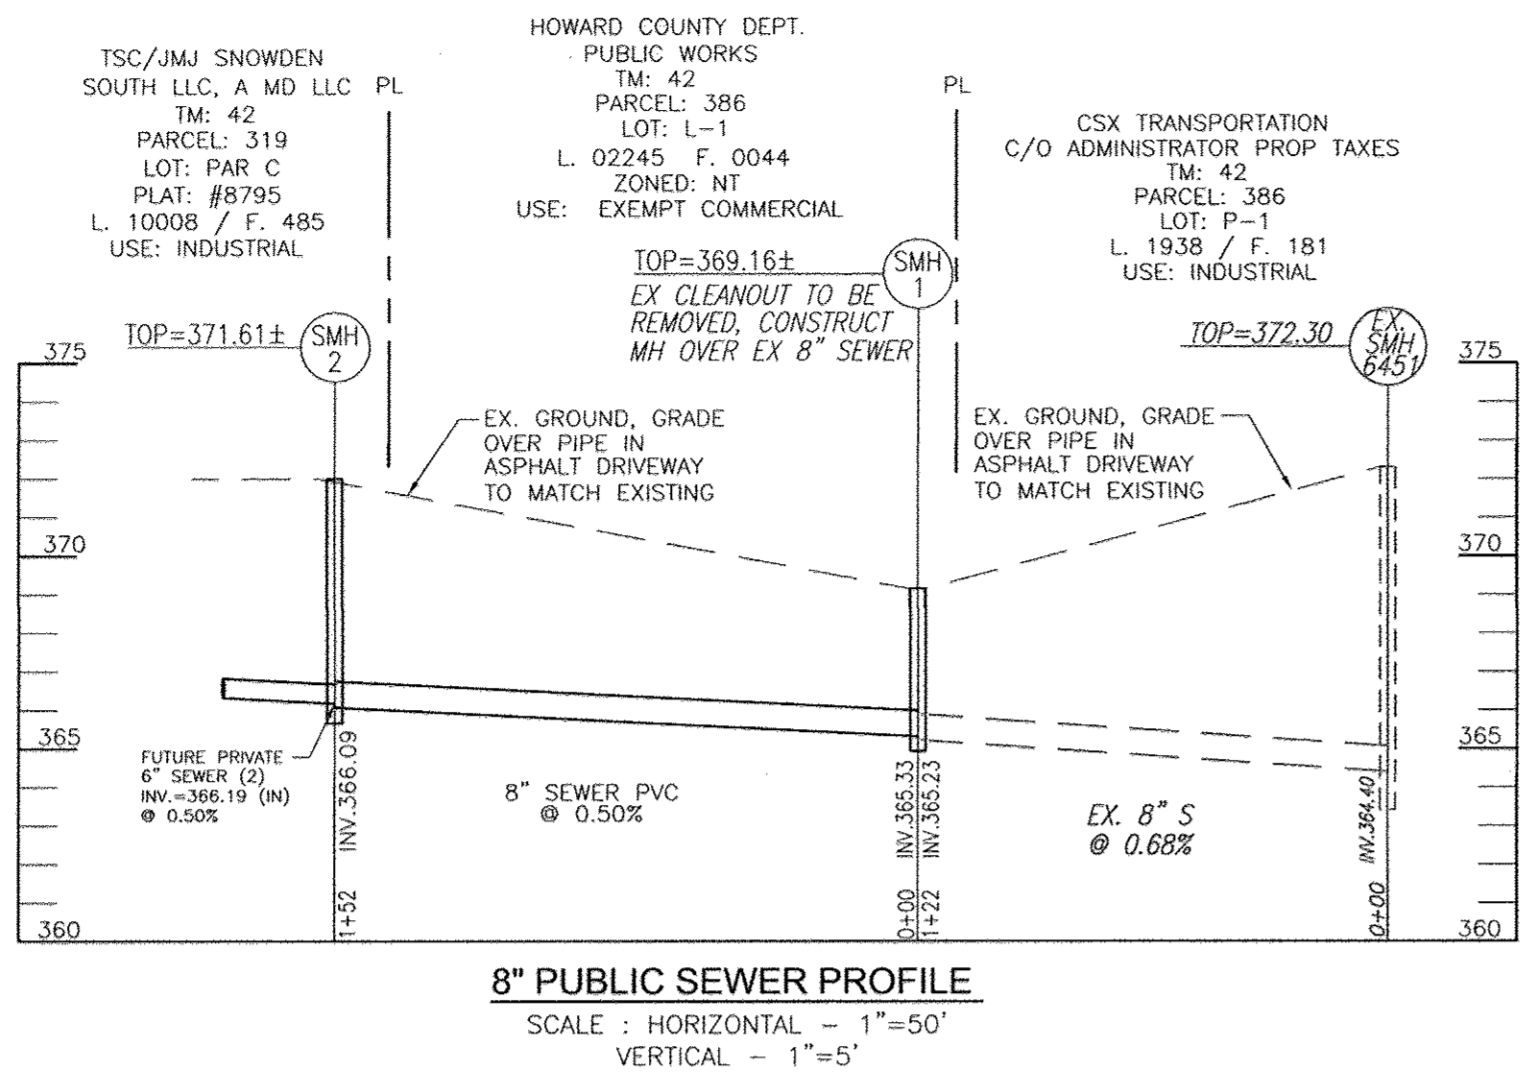 HOWARD COUNTY DEPT.
PUBLIC WORKS
TM: 42
PARCEL: 386
LOT: L-1
L. 02245 F. 0044
ZONED: NT
USE: EXEMPT COMMERCIAL
TSC/JMJ SNOWDEN
SOUTH LLC, A MD LLC
TM: 42
PARCEL: 319
LOT: PAR C
PLAT: #8795
L. 10008 / F. 485
USE: INDUSTRIAL
PL
PL
CSX TRANSPORTATION
C/O ADMINISTRATOR PROP TAXES
TM: 42
PARCEL: 386
LOT: P-1
L. 1938 / F. 181
USE: INDUSTRIAL
TOP=371.61±
SMH
2
TOP=369.16±
EX CLEANOUT TO BE
REMOVED, CONSTRUCT
MH OVER EX 8" SEWER
SMH
1
TOP=372.30
EX.
SMH
6451
375
370
365
360
375
370
365
360
EX. GROUND, GRADE
OVER PIPE IN
ASPHALT DRIVEWAY
TO MATCH EXISTING
EX. GROUND, GRADE
OVER PIPE IN
ASPHALT DRIVEWAY
TO MATCH EXISTING
FUTURE PRIVATE
6" SEWER (2)
INV.=366.19 (IN)
@ 0.50%
INV.366.09
1+52
8" SEWER PVC
@ 0.50%
INV.365.33
INV.365.23
0+00
1+22
EX. 8" S
@ 0.68%
INV.364.40
0+00
8" PUBLIC SEWER PROFILE
SCALE : HORIZONTAL - 1"=50'
VERTICAL - 1"=5'